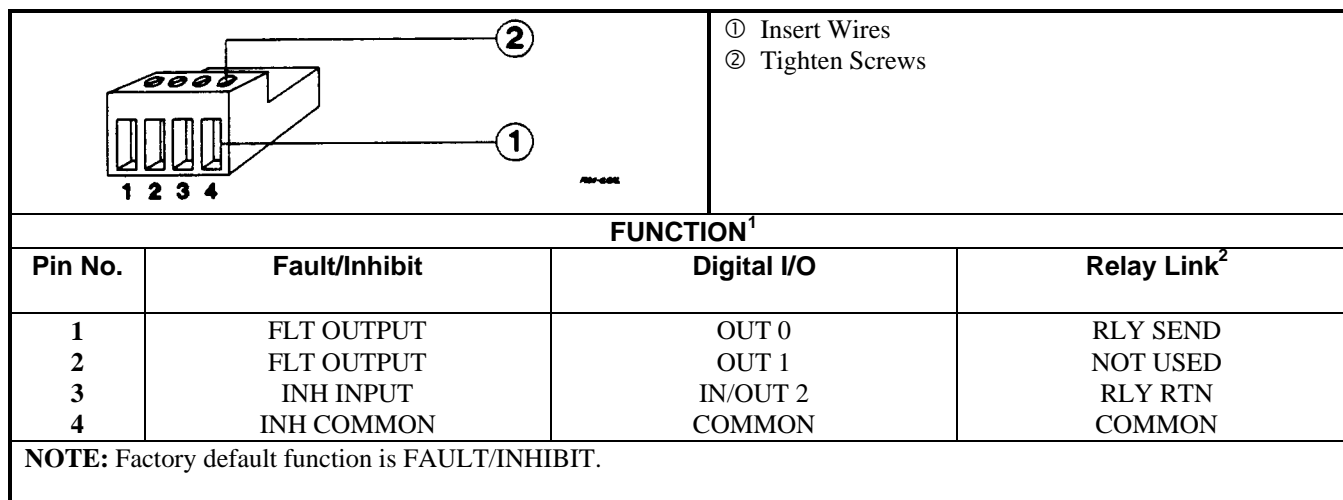 ②
①
1 2 3 4
① Insert Wires
② Tighten Screws
FUNCTION¹
Pin No. Fault/Inhibit Digital I/O Relay Link²
1 FLT OUTPUT OUT 0 RLY SEND
2 FLT OUTPUT OUT 1 NOT USED
3 INH INPUT IN/OUT 2 RLY RTN
4 INH COMMON COMMON COMMON
NOTE: Factory default function is FAULT/INHIBIT.